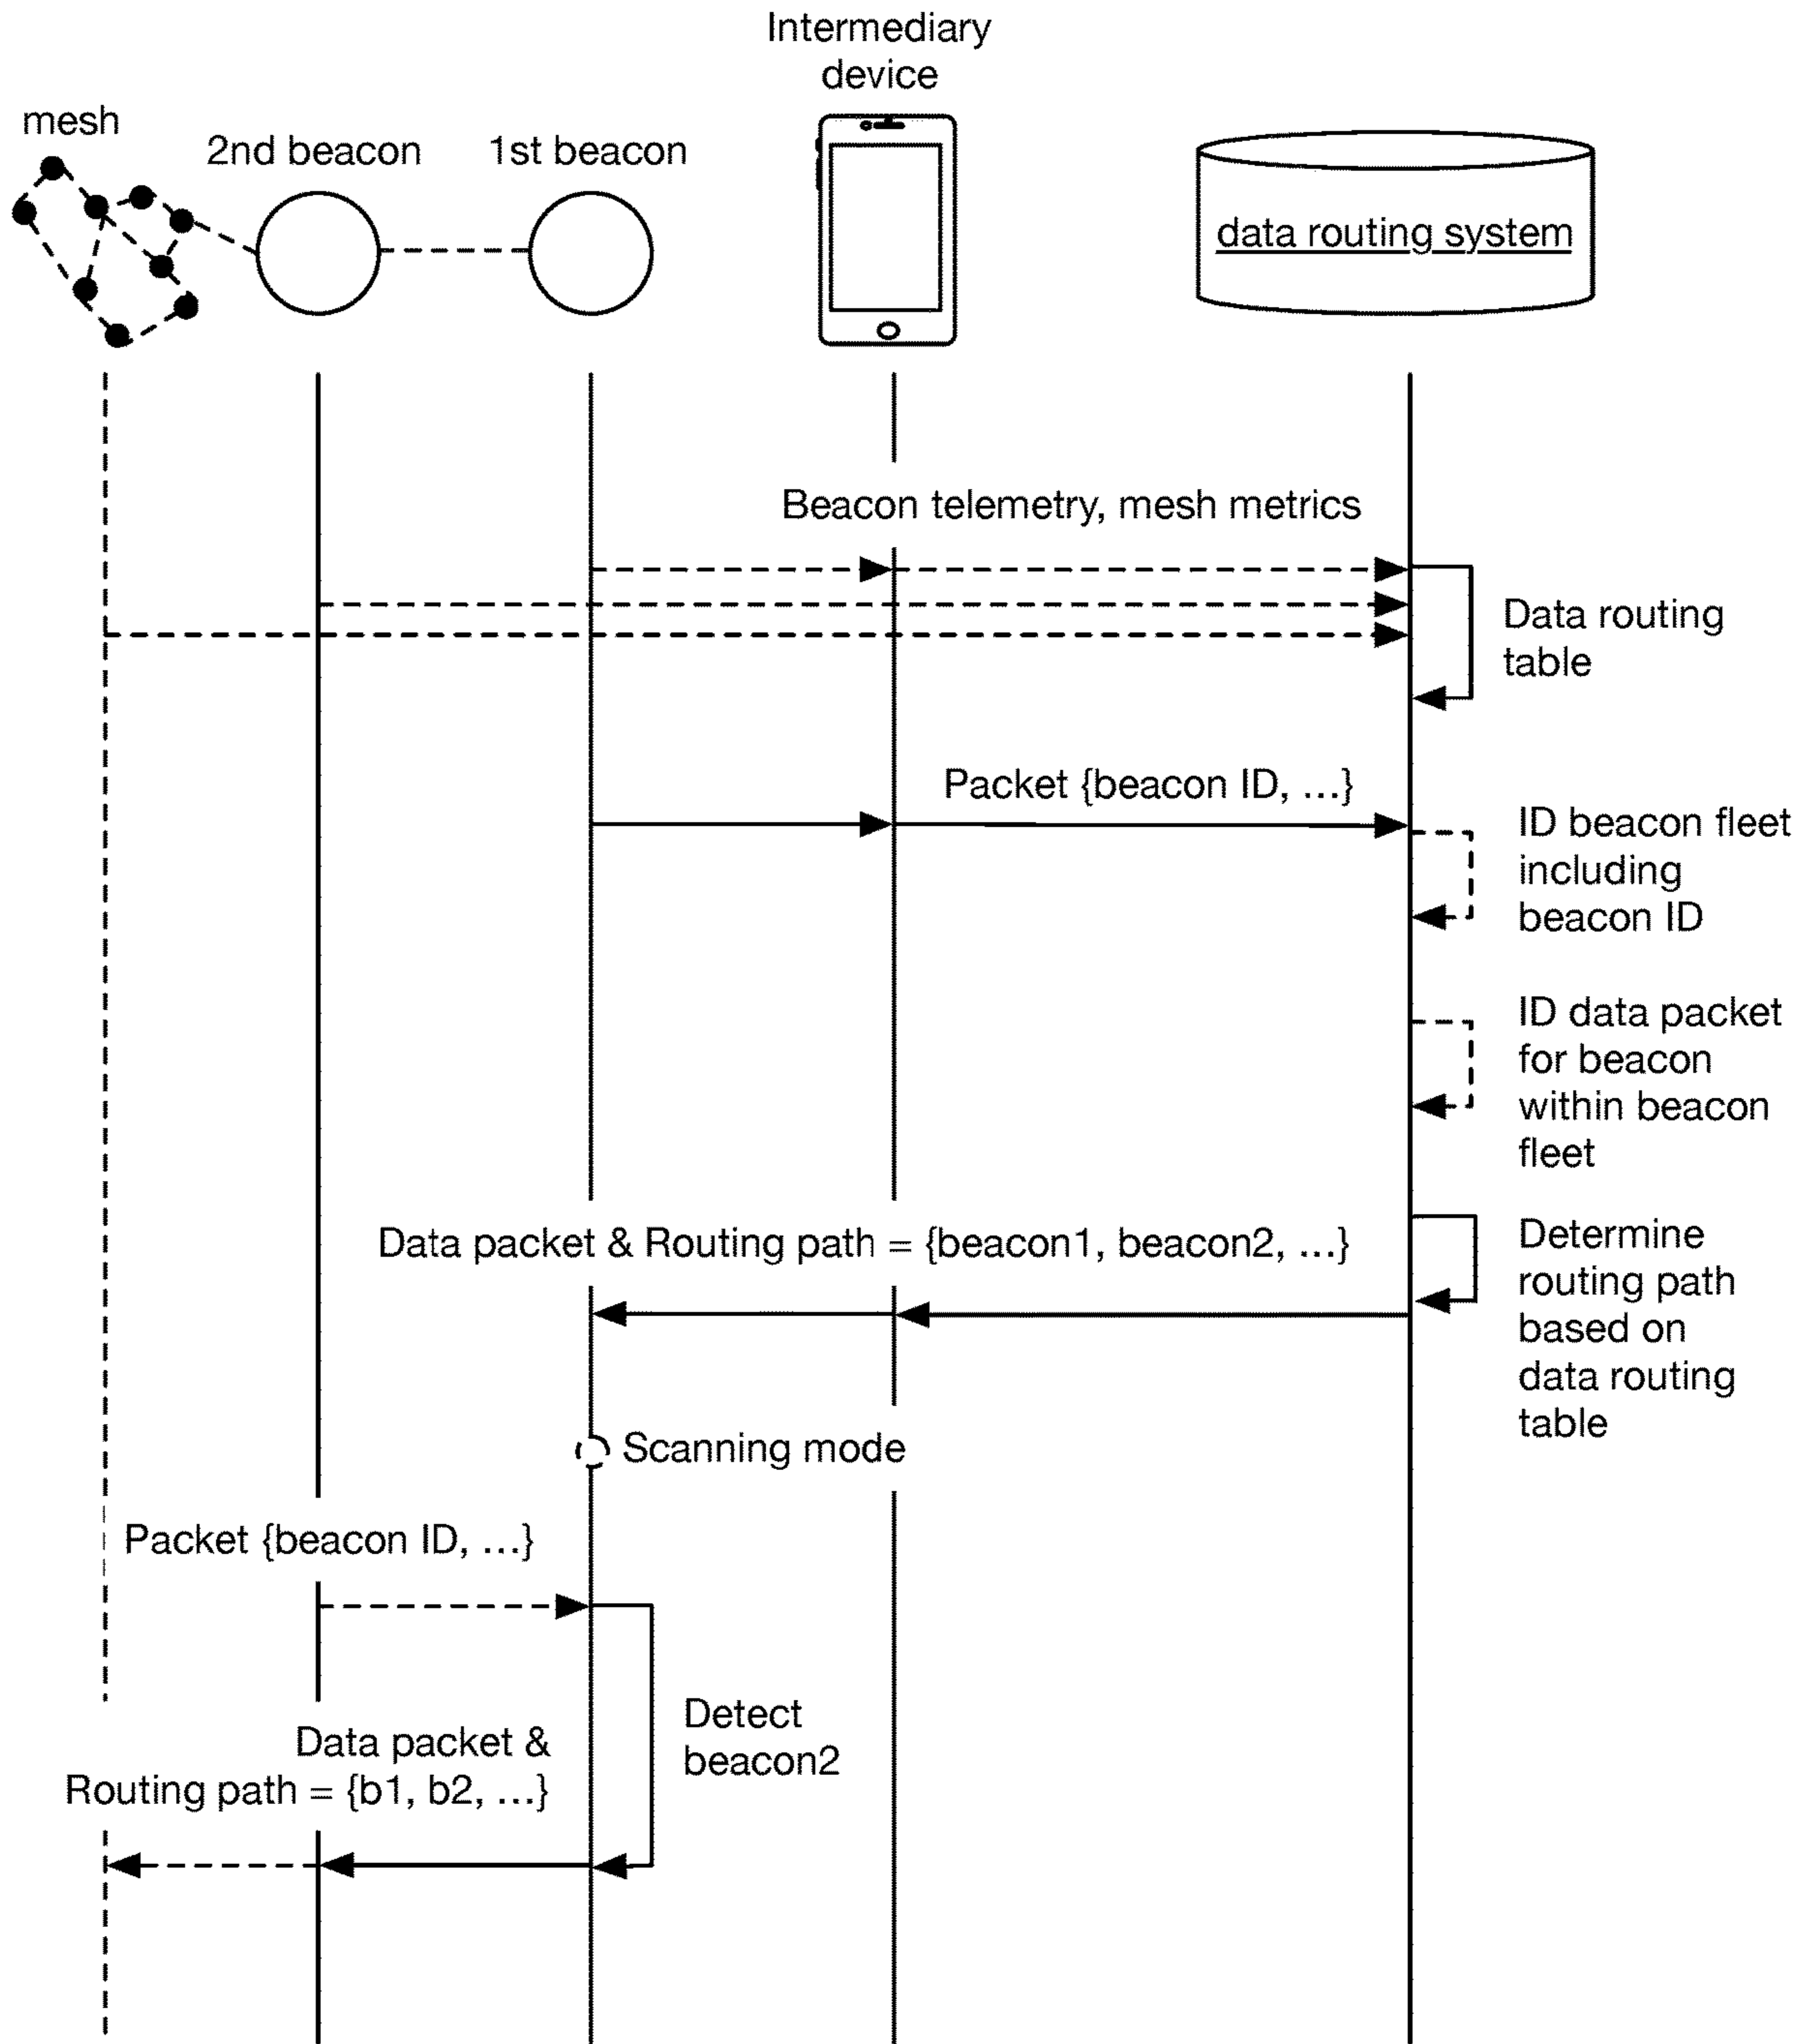 Intermediary
device
mesh
2nd beacon
1st beacon
data routing system
Beacon telemetry, mesh metrics
Data routing
table
Packet {beacon ID, ...}
ID beacon fleet
including
beacon ID
ID data packet
for beacon
within beacon
fleet
Data packet & Routing path = {beacon1, beacon2, ...}
Determine
routing path
based on
data routing
table
Scanning mode
Packet {beacon ID, ...}
Detect
beacon2
Data packet &
Routing path = {b1, b2, ...}